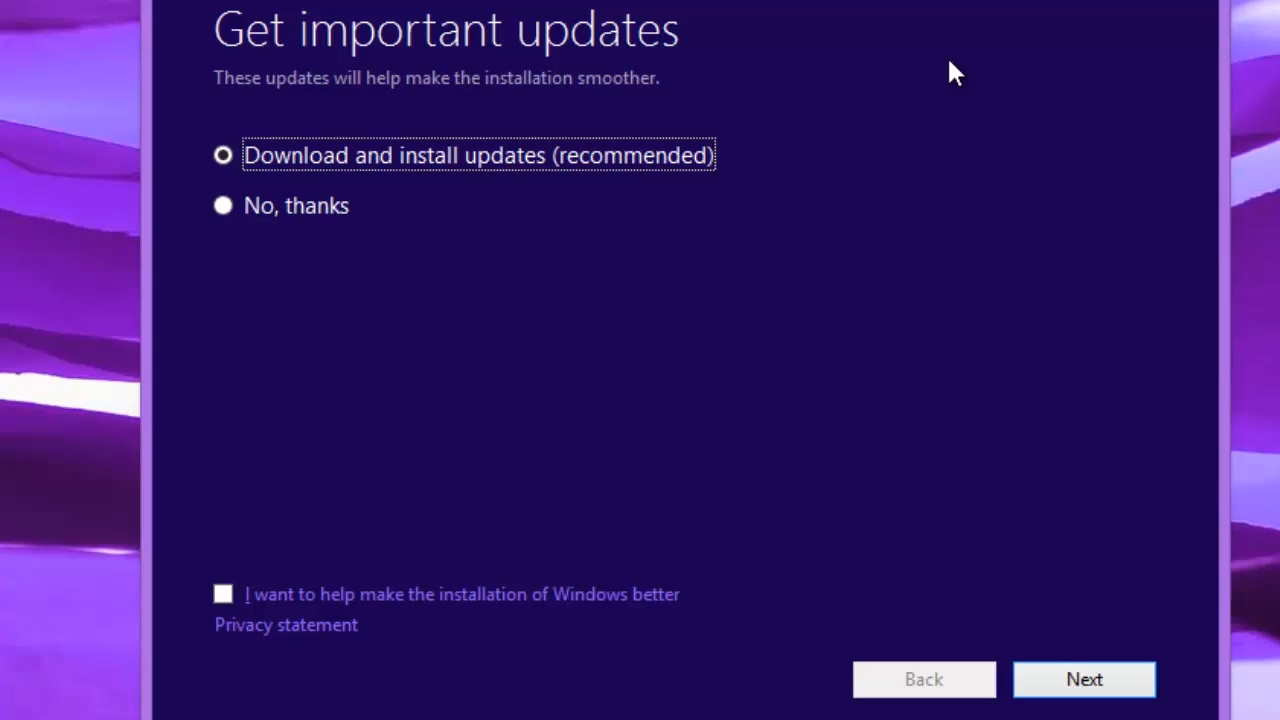 Get important updates
These updates will help make the installation smoother.
Download and install updates (recommended)
No, thanks
I want to help make the installation of Windows better
Privacy statement
Back
Next